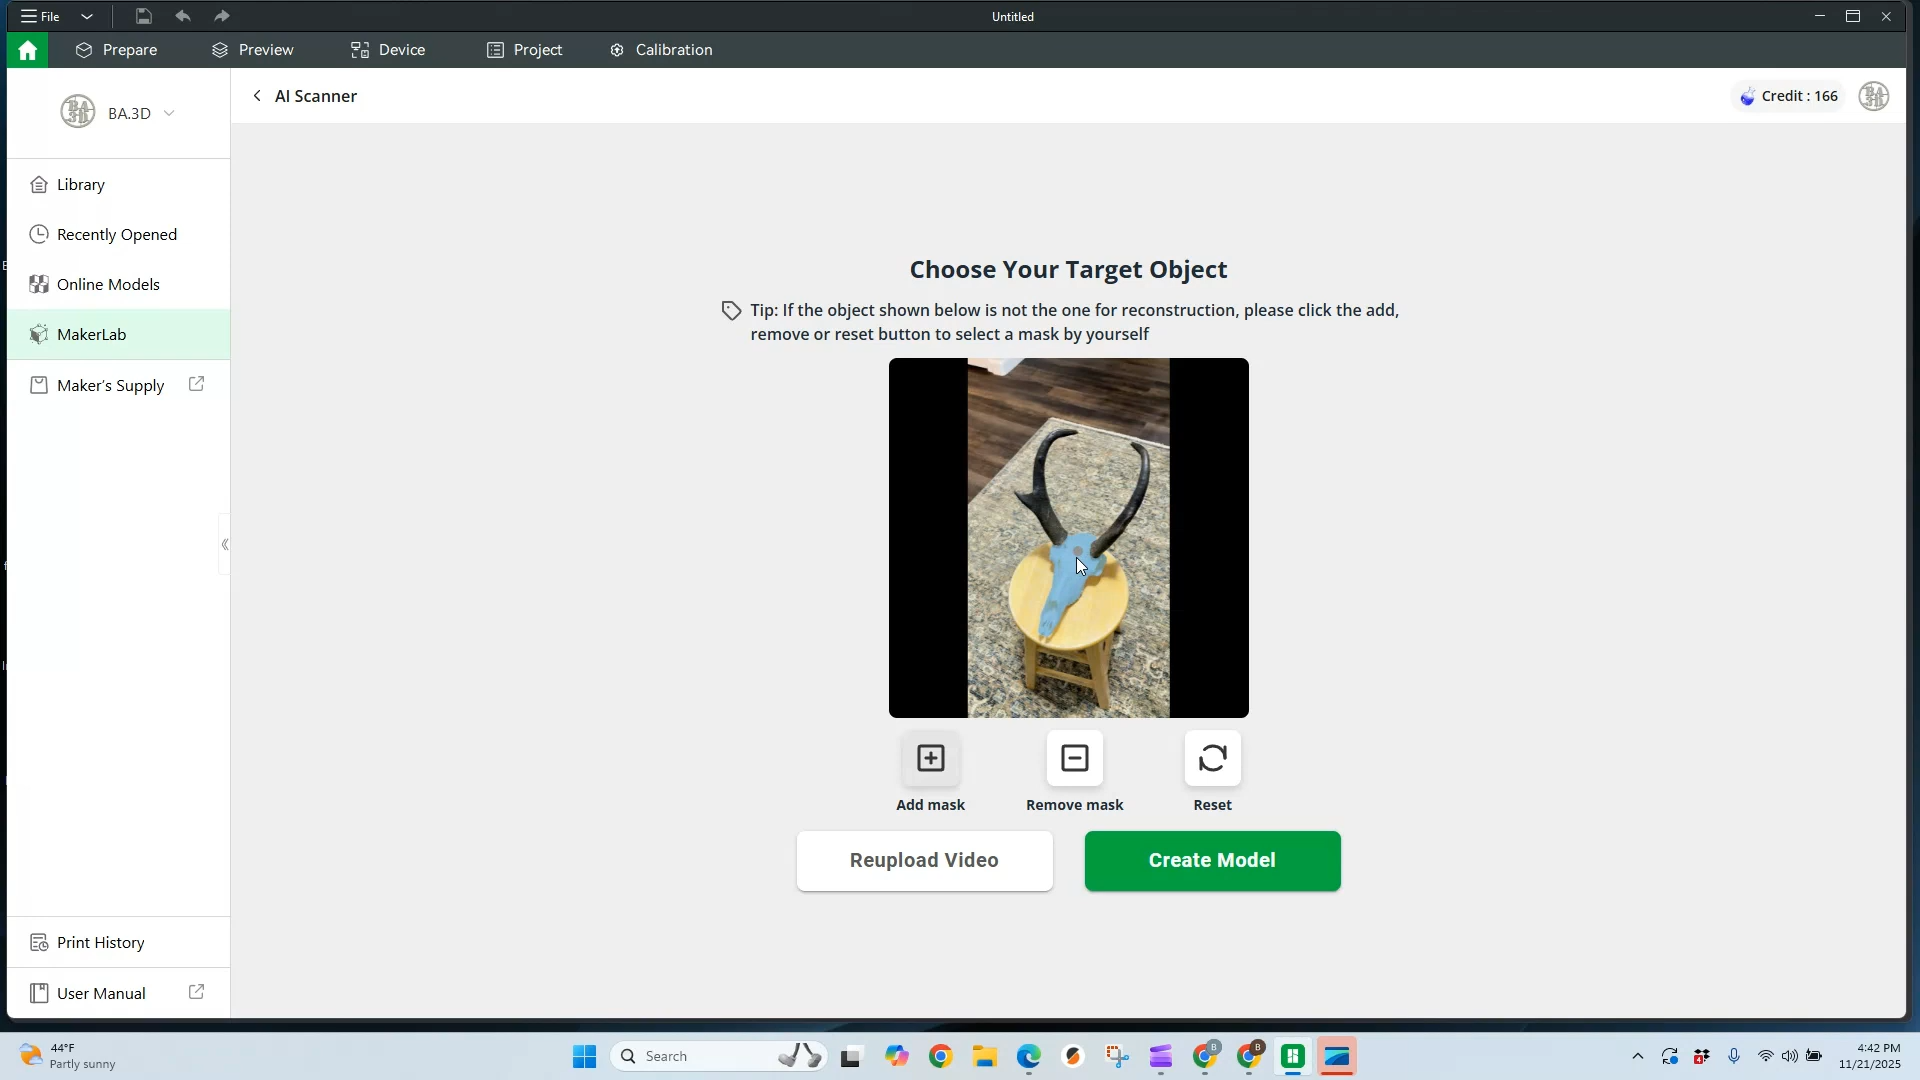 File
Untitled
Prepare
Preview
Device
Project
Calibration
BA.3D
AI Scanner
Credit : 166
Library
Recently Opened
Online Models
MakerLab
Maker's Supply
Choose Your Target Object
Tip: If the object shown below is not the one for reconstruction, please click the add,
remove or reset button to select a mask by yourself
Add mask
Remove mask
Reset
Reupload Video
Create Model
Print History
User Manual
44°F
Partly sunny
Search
4:42 PM
11/21/2025